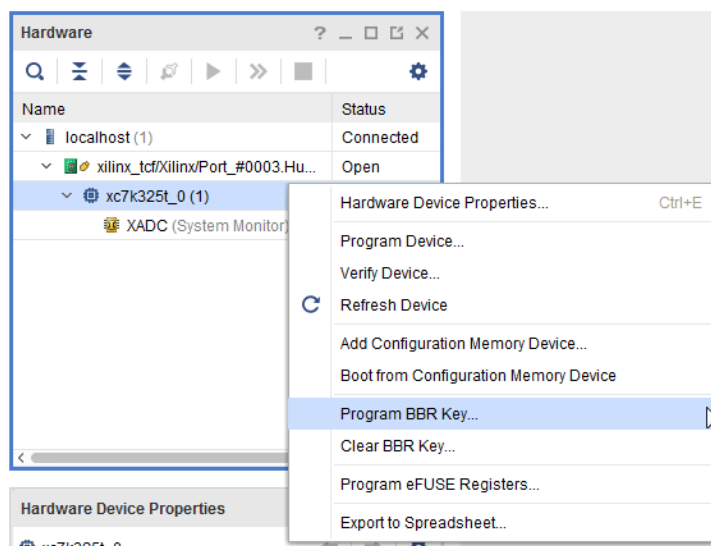 Hardware
Name Status
localhost (1) Connected
xilinx_tcf/Xilinx/Port_#0003.Hu... Open
xc7k325t_0 (1)
XADC (System Monitor)
Hardware Device Properties... Ctrl+E
Program Device...
Verify Device...
Refresh Device
Add Configuration Memory Device...
Boot from Configuration Memory Device
Program BBR Key...
Clear BBR Key...
Program eFUSE Registers...
Export to Spreadsheet...
Hardware Device Properties
xc7k325t_0